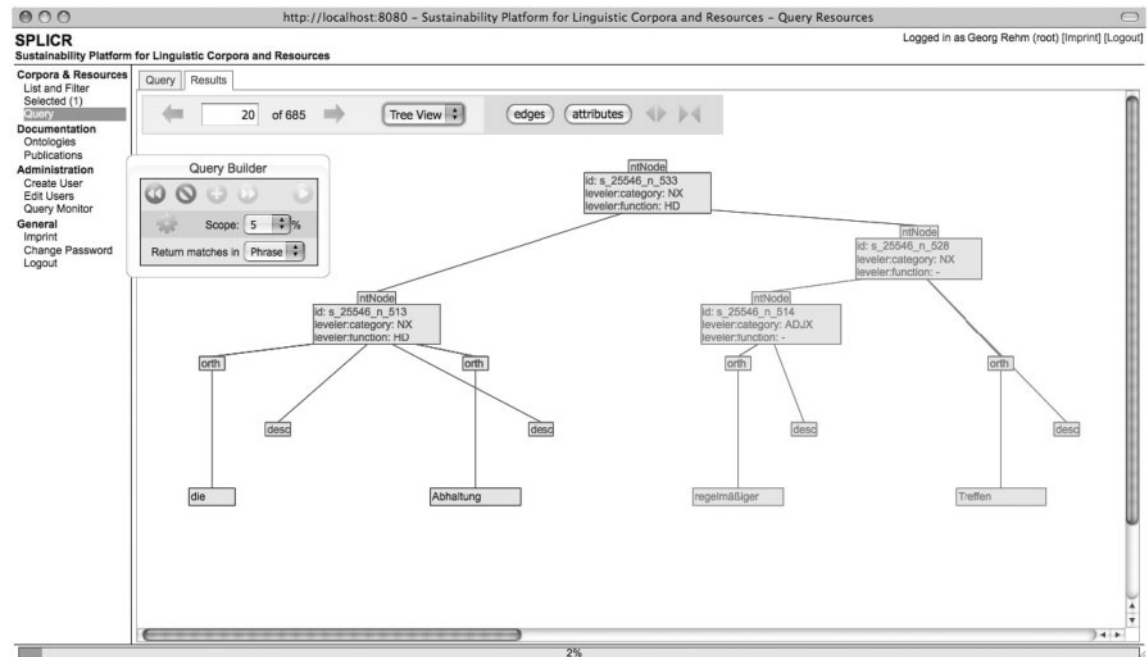 http://localhost:8080 – Sustainability Platform for Linguistic Corpora and Resources – Query Resources
SPLICR
Logged in as Georg Rehm (root) [Imprint] [Logout]
Sustainability Platform for Linguistic Corpora and Resources
Corpora & Resources
List and Filter
Selected (1)
Query
Documentation
Ontologies
Publications
Administration
Create User
Edit Users
Query Monitor
General
Imprint
Change Password
Logout
Query
Results
20 of 685
Tree View
edges
attributes
Query Builder
Scope: 5 %
Return matches in Phrase
ntNode
id: s_25546_n_533
leveler:category: NX
leveler:function: HD
ntNode
id: s_25546_n_528
leveler:category: NX
leveler:function: -
ntNode
id: s_25546_n_513
leveler:category: NX
leveler:function: HD
ntNode
id: s_25546_n_514
leveler:category: ADJX
leveler:function: -
orth
orth
orth
orth
desc
desc
desc
desc
die
Abhaltung
regelmäßiger
Treffen
2%